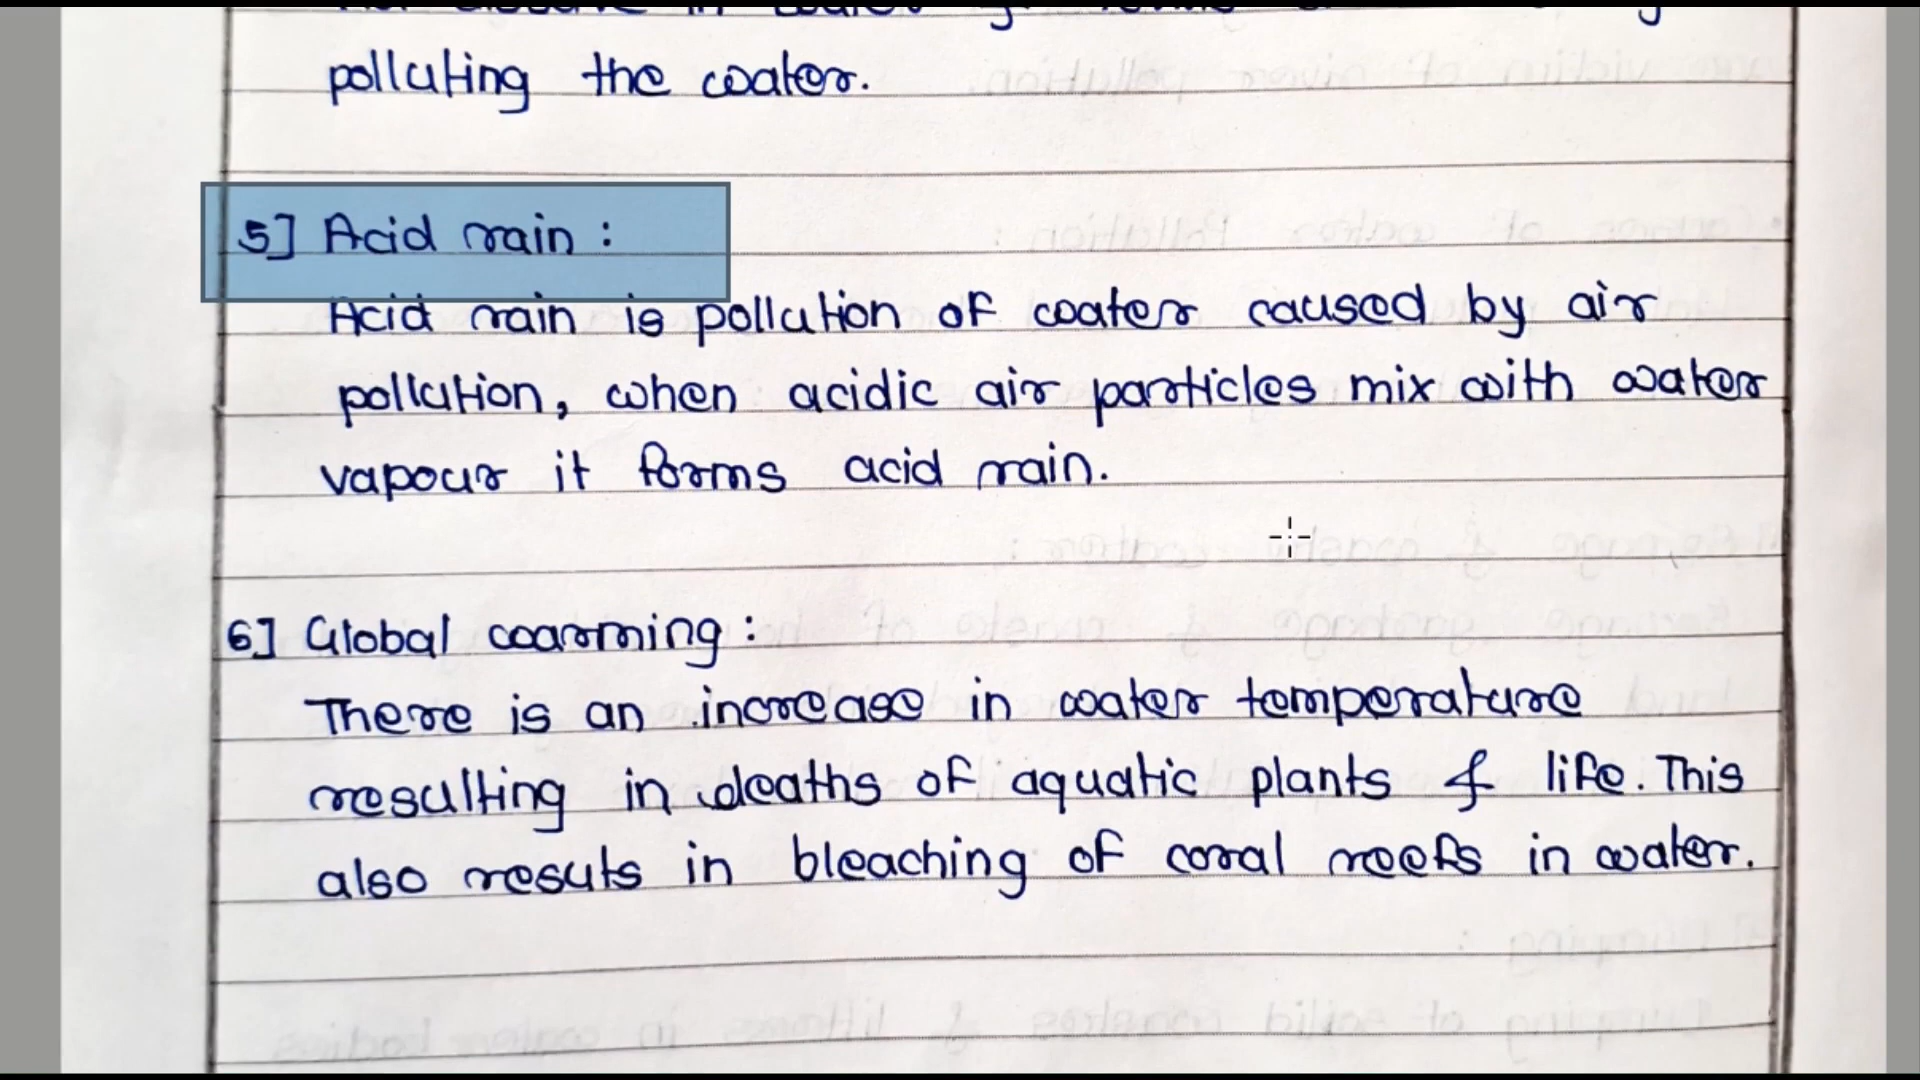 polluting the water.
5] Acid rain :
Acid rain is pollution of water caused by air
pollution, when acidic air particles mix with water
vapour it forms acid rain.
6] Global warming :
There is an increase in water temperature
resulting in deaths of aquatic plants & life. This
also resuts in bleaching of coral reefs in water.